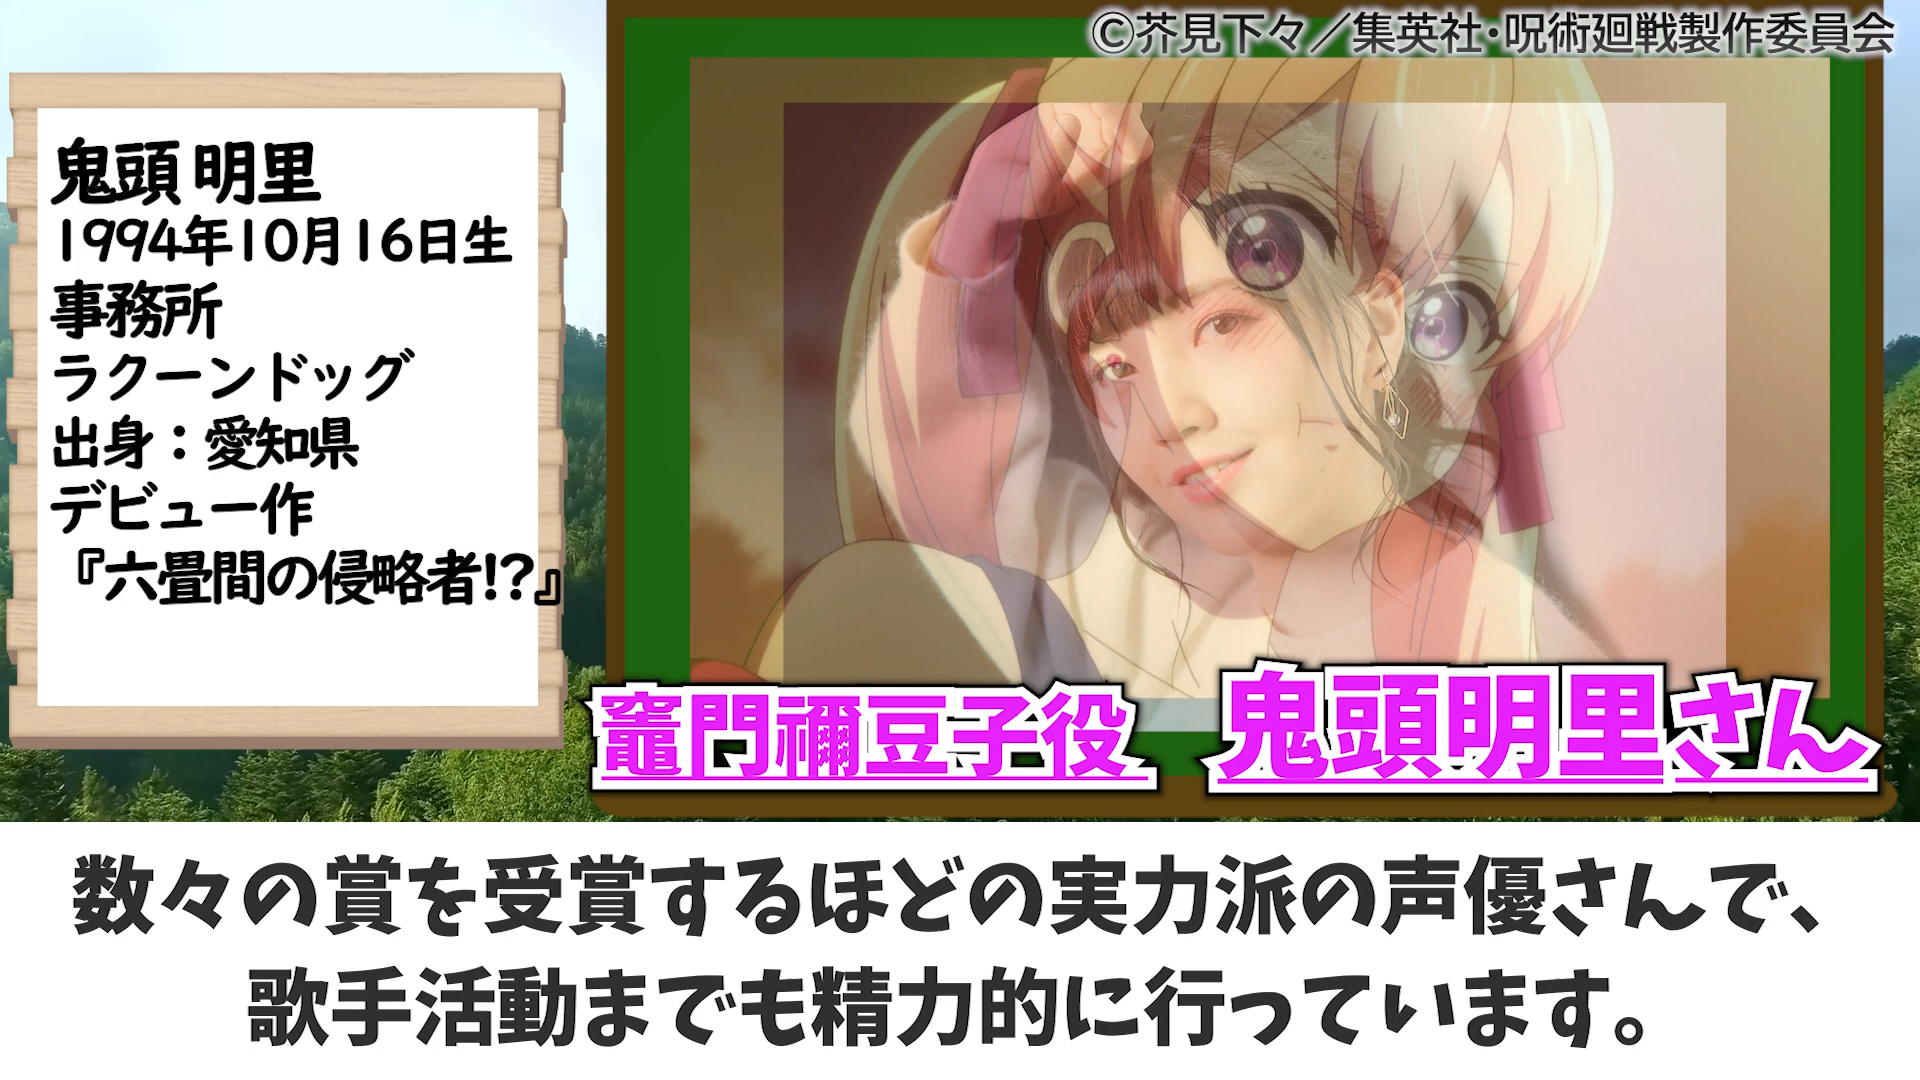 ©芥見下々／集英社・呪術廻戦製作委員会
鬼頭 明里
1994年10月16日生
事務所
ラクーンドッグ
出身：愛知県
デビュー作
『六畳間の侵略者!?』
竈門禰豆子役 鬼頭明里さん
数々の賞を受賞するほどの実力派の声優さんで、
歌手活動までも精力的に行っています。